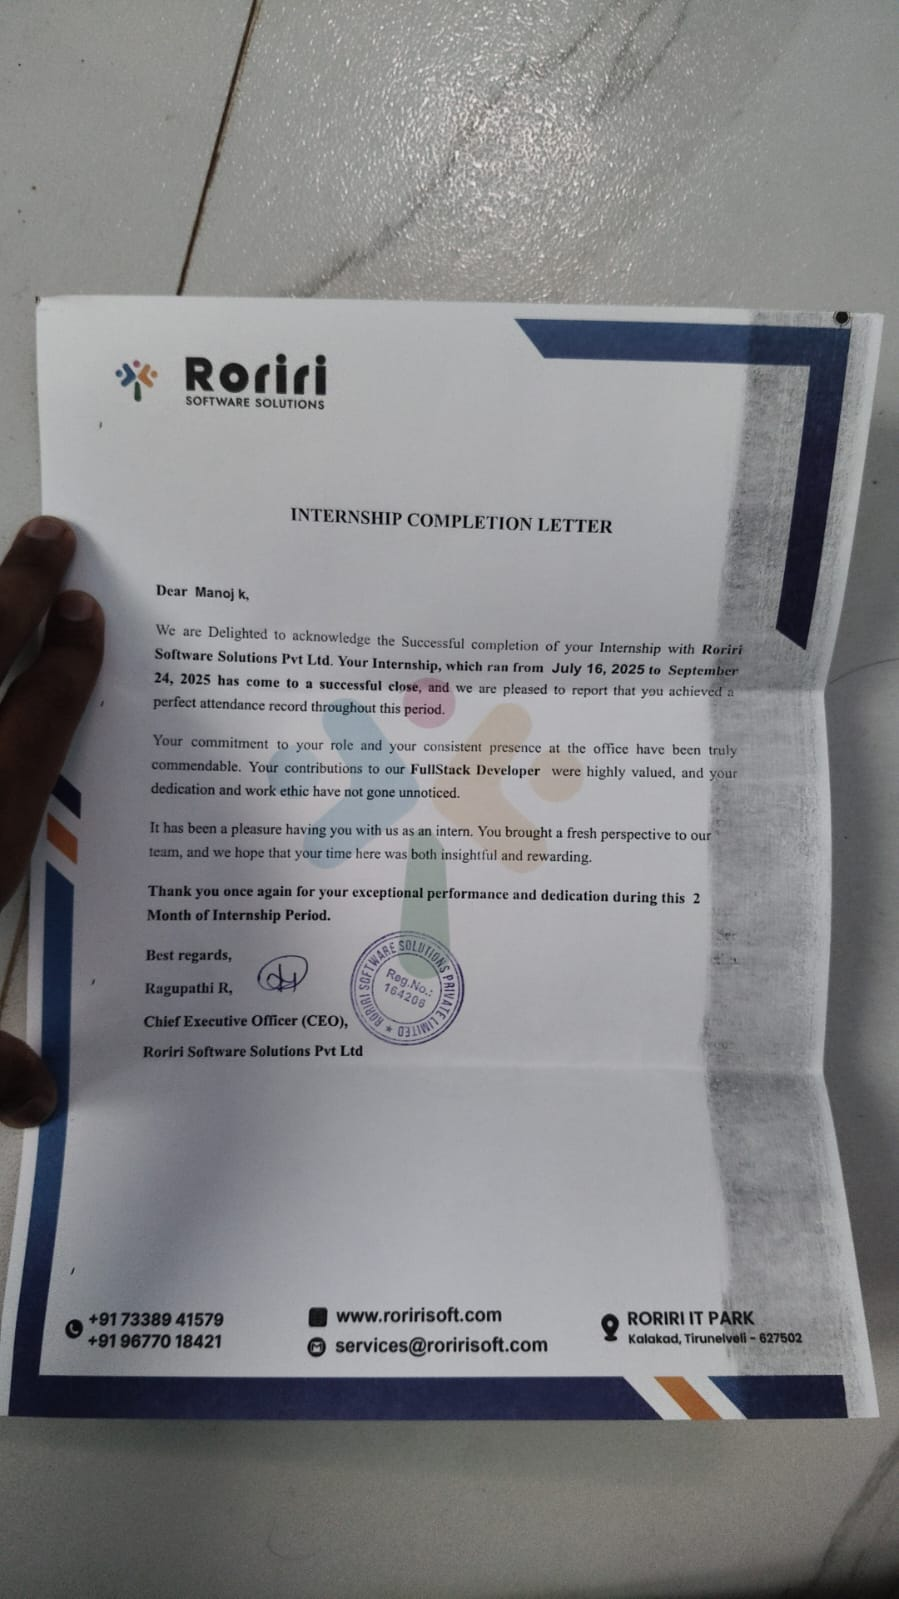 Roriri
SOFTWARE SOLUTIONS
INTERNSHIP COMPLETION LETTER
Dear Manoj k,
We are Delighted to acknowledge the Successful completion of your Internship with Roriri
Software Solutions Pvt Ltd. Your Internship, which ran from July 16, 2025 to September
24, 2025 has come to a successful close, and we are pleased to report that you achieved a
perfect attendance record throughout this period.
Your commitment to your role and your consistent presence at the office have been truly
commendable. Your contributions to our FullStack Developer were highly valued, and your
dedication and work ethic have not gone unnoticed.
It has been a pleasure having you with us as an intern. You brought a fresh perspective to our
team, and we hope that your time here was both insightful and rewarding.
Thank you once again for your exceptional performance and dedication during this 2
Month of Internship Period.
Best regards,
Ragupathi R,
Chief Executive Officer (CEO),
Roriri Software Solutions Pvt Ltd
RORIRI SOFTWARE SOLUTIONS PRIVATE LIMITED
Reg.No.:
164206
+91 73389 41579
+91 96770 18421
www.roririsoft.com
services@roririsoft.com
RORIRI IT PARK
Kalakad, Tirunelveli - 627502